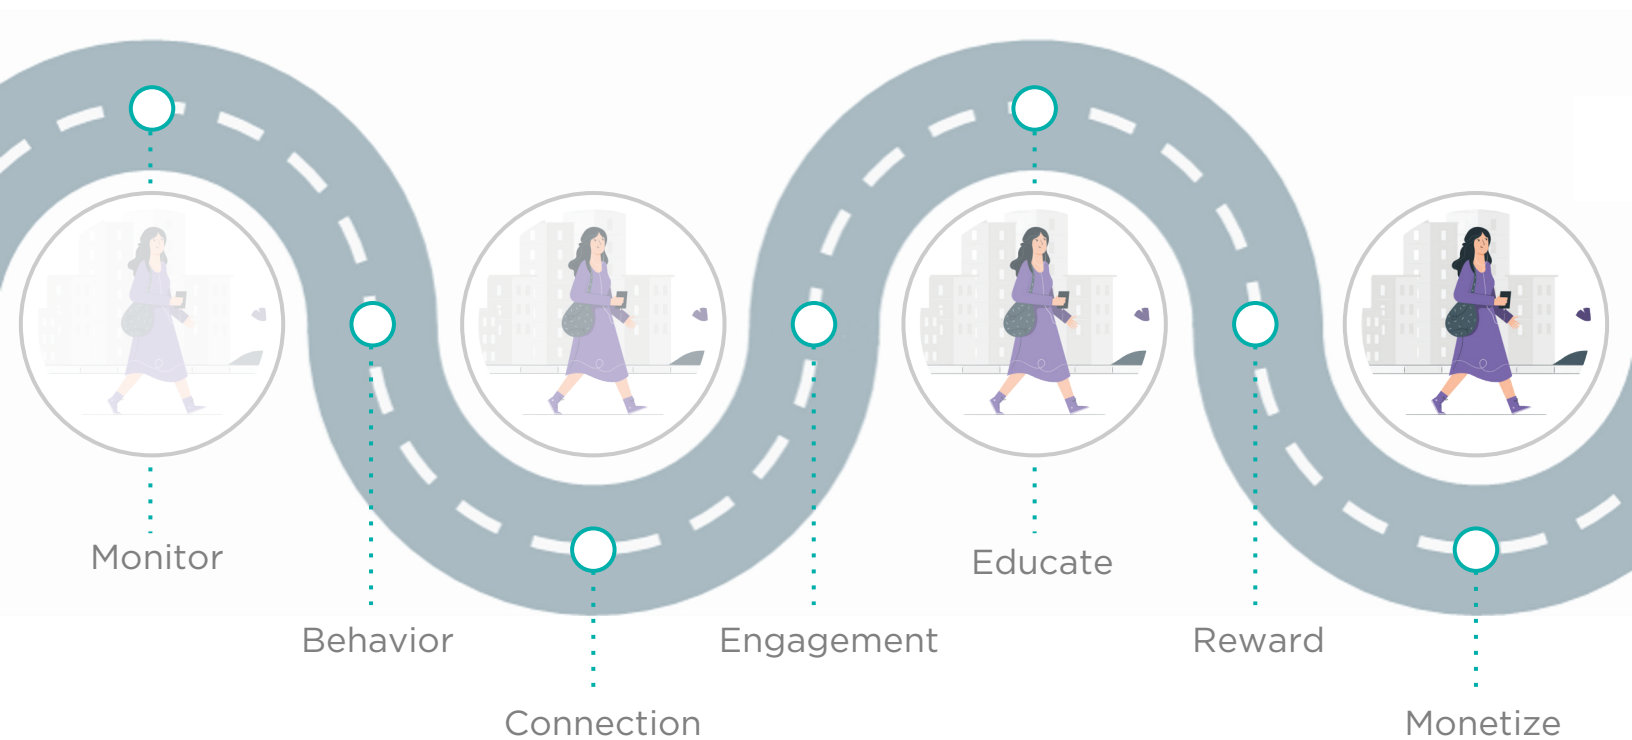 Monitor
Behavior
Connection
Engagement
Educate
Reward
Monetize